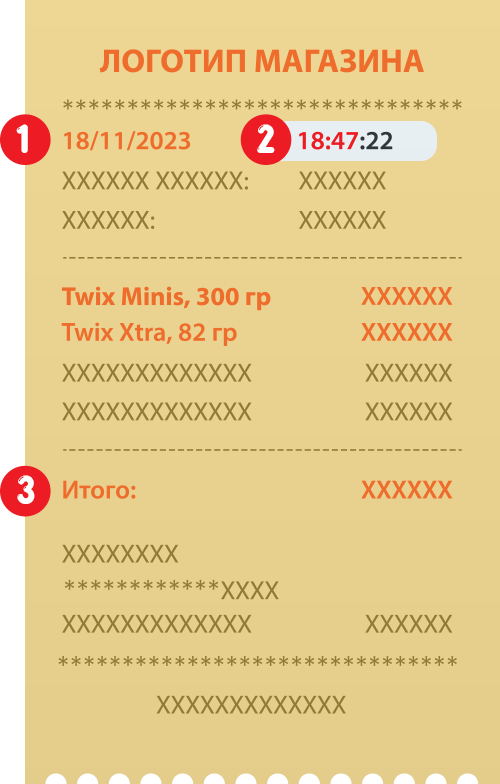 ЛОГОТИП МАГАЗИНА
*******************************
1 18/11/2023 2 18:47:22
XXXXXX XXXXXX: XXXXXX
XXXXXX: XXXXXX
Twix Minis, 300 гр XXXXXX
Twix Xtra, 82 гр XXXXXX
XXXXXXXXXXXXX XXXXXX
XXXXXXXXXXXXX XXXXXX
3 Итого: XXXXXX
XXXXXXXX
************XXXX
XXXXXXXXXXXXX XXXXXX
*******************************
XXXXXXXXXXXXX